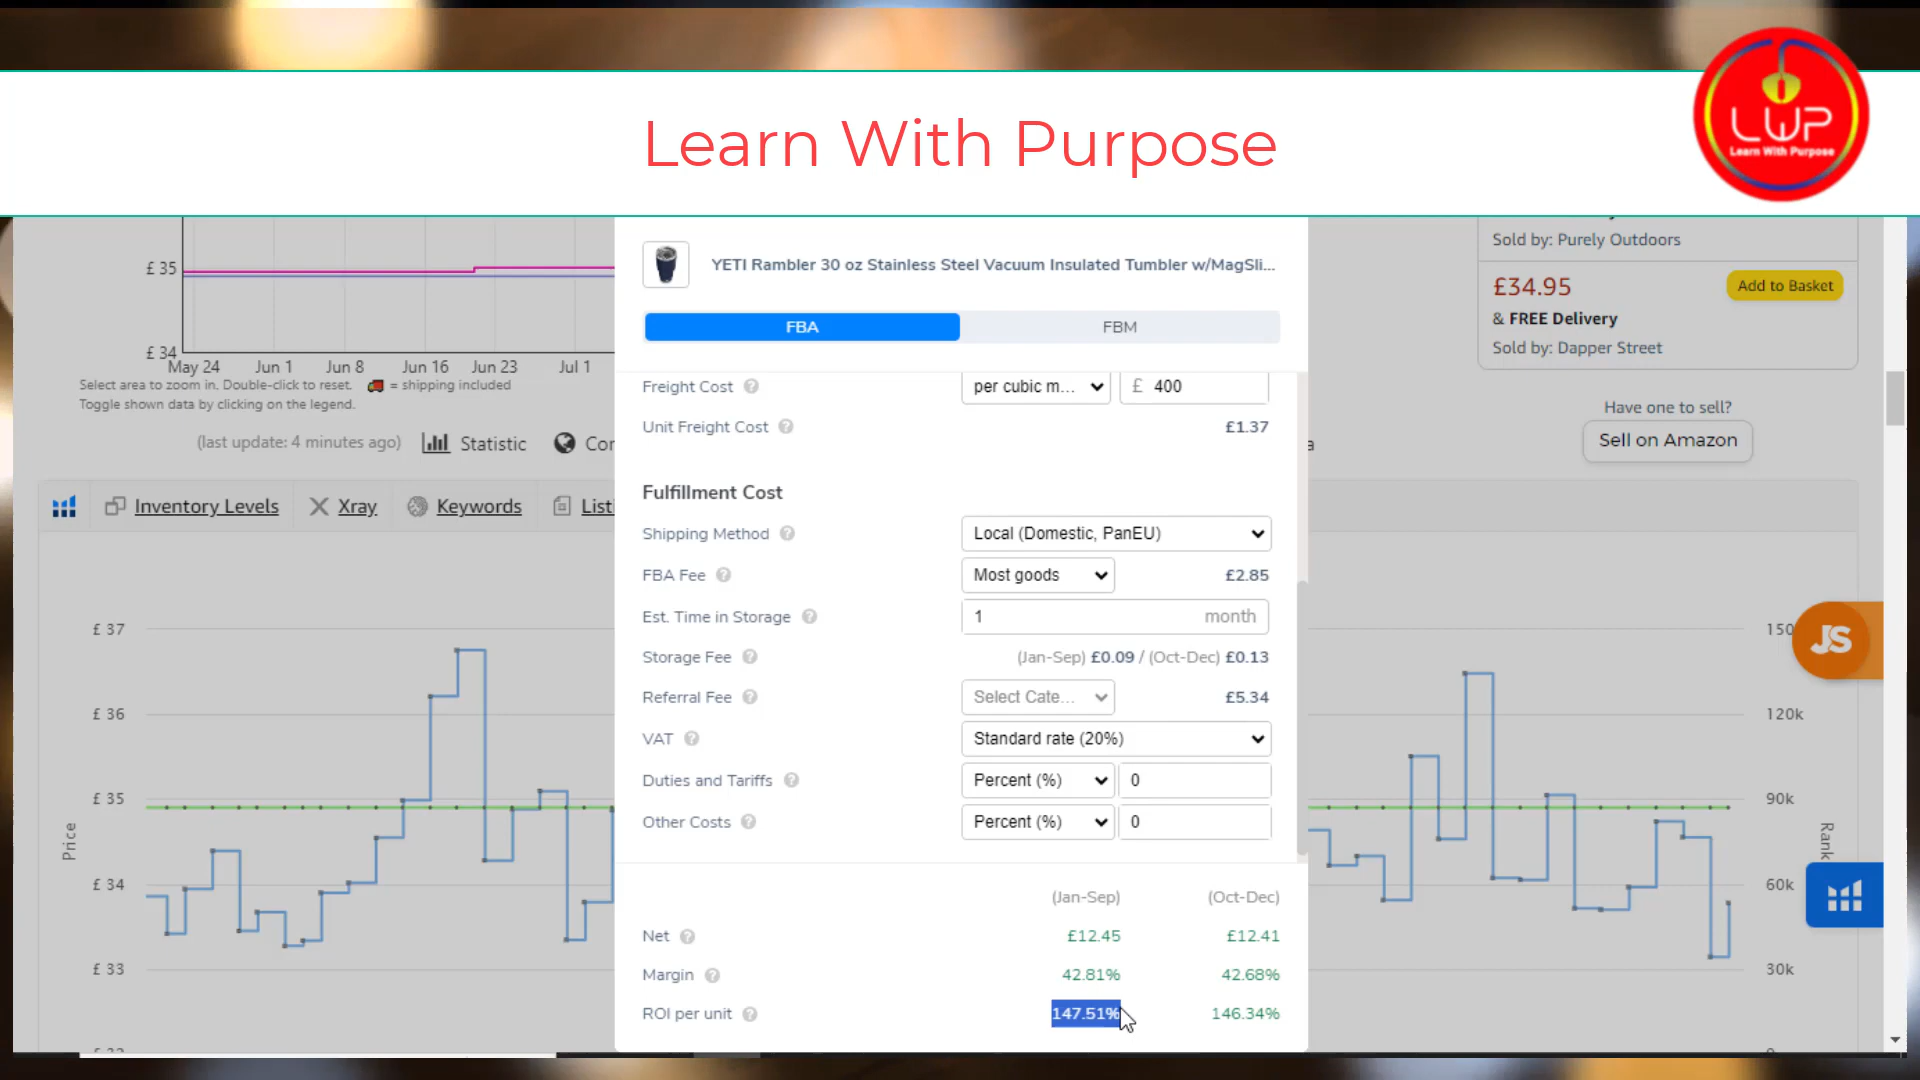 Learn With Purpose
LWP
Learn With Purpose
£ 35
£ 34
May 24 Jun 1 Jun 8 Jun 16 Jun 23 Jul 1
Select area to zoom in. Double-click to reset. = shipping included
Toggle shown data by clicking on the legend.
(last update: 4 minutes ago) Statistic Con
Inventory Levels Xray Keywords Listi
£ 37
£ 36
£ 35
£ 34
£ 33
Price
YETI Rambler 30 oz Stainless Steel Vacuum Insulated Tumbler w/MagSli...
FBA FBM
Freight Cost ? per cubic m... £ 400
Unit Freight Cost ? £1.37
Fulfillment Cost
Shipping Method ? Local (Domestic, PanEU)
FBA Fee ? Most goods £2.85
Est. Time in Storage ? 1 month
Storage Fee ? (Jan-Sep) £0.09 / (Oct-Dec) £0.13
Referral Fee ? Select Cate... £5.34
VAT ? Standard rate (20%)
Duties and Tariffs ? Percent (%) 0
Other Costs ? Percent (%) 0
(Jan-Sep) (Oct-Dec)
Net ? £12.45 £12.41
Margin ? 42.81% 42.68%
ROI per unit ? 147.51% 146.34%
Sold by: Purely Outdoors
£34.95 Add to Basket
& FREE Delivery
Sold by: Dapper Street
Have one to sell?
Sell on Amazon
a
150
JS
120k
90k
Rank
60k
30k